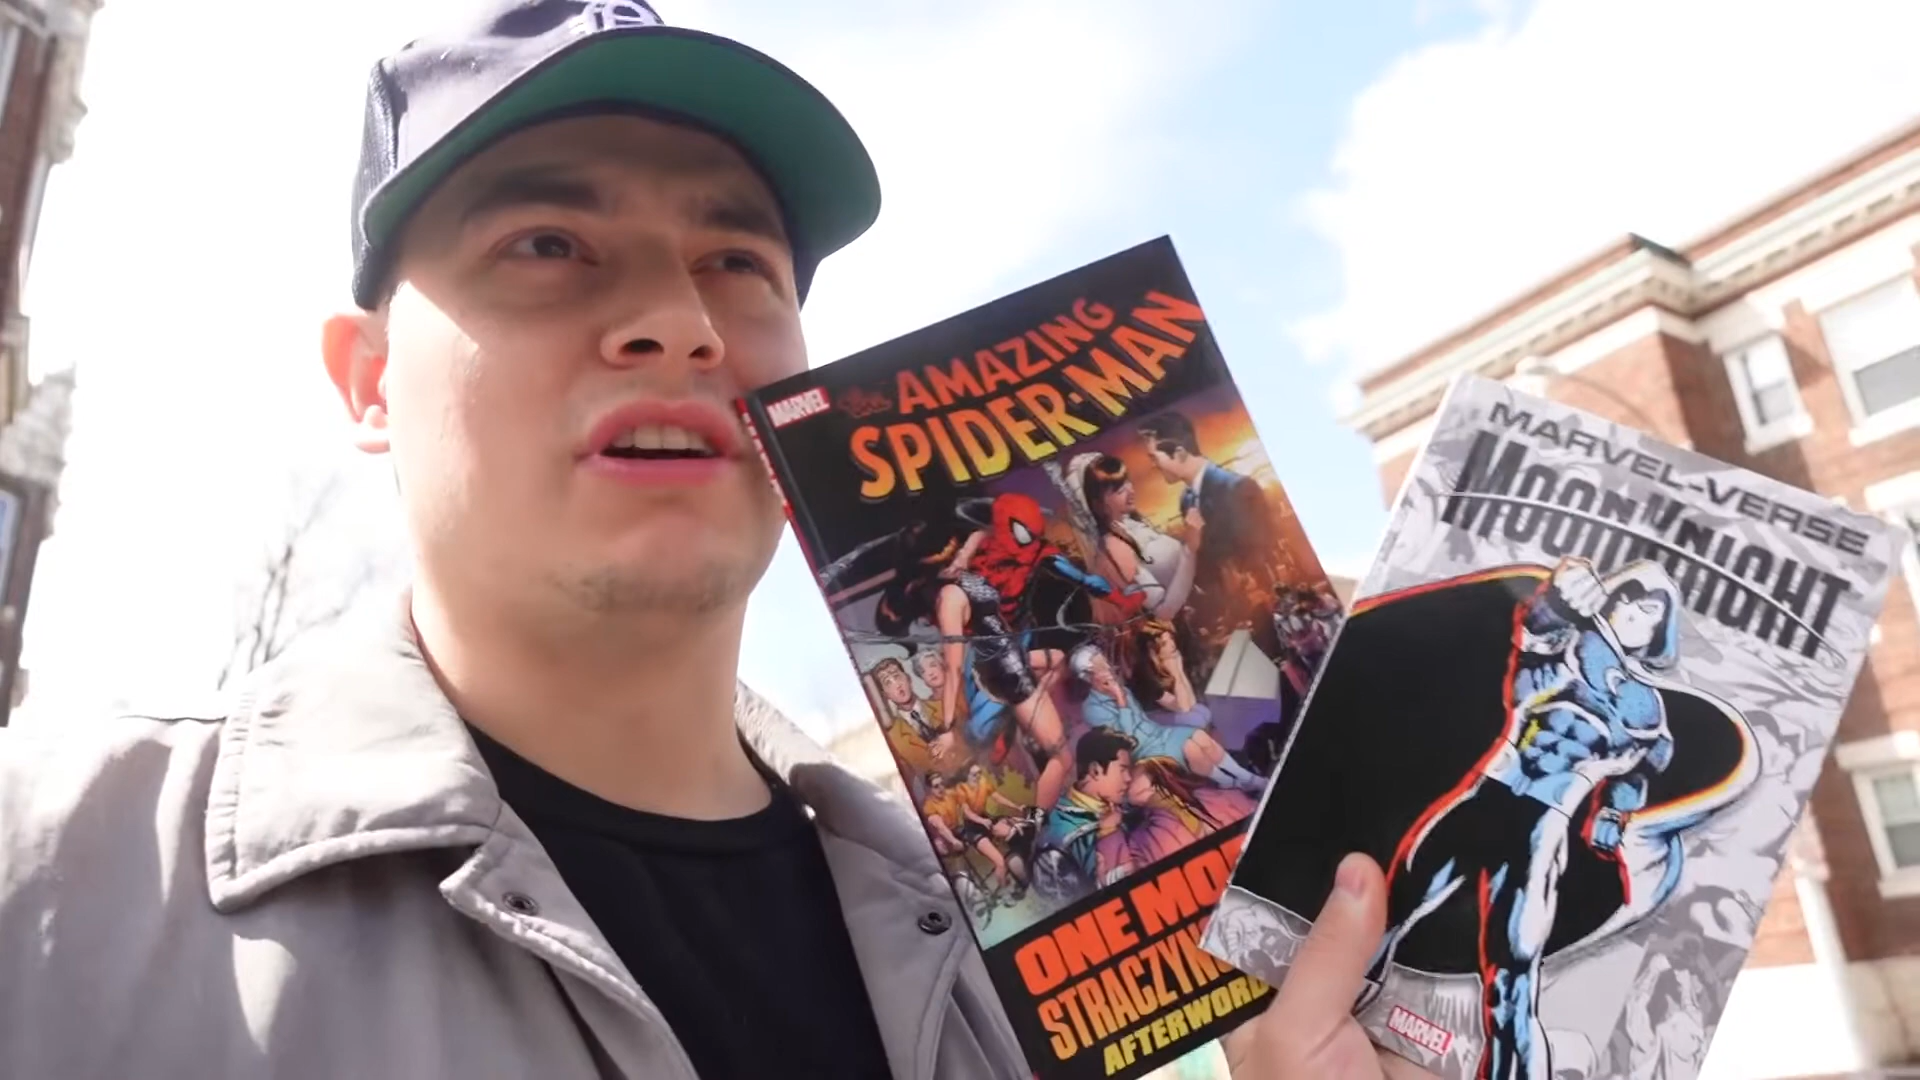 MARVEL
the AMAZING
SPIDER-MAN
ONE MO
STRACZYN
AFTERWORD
MARVEL-VERSE
MOON KNIGHT
MARVEL